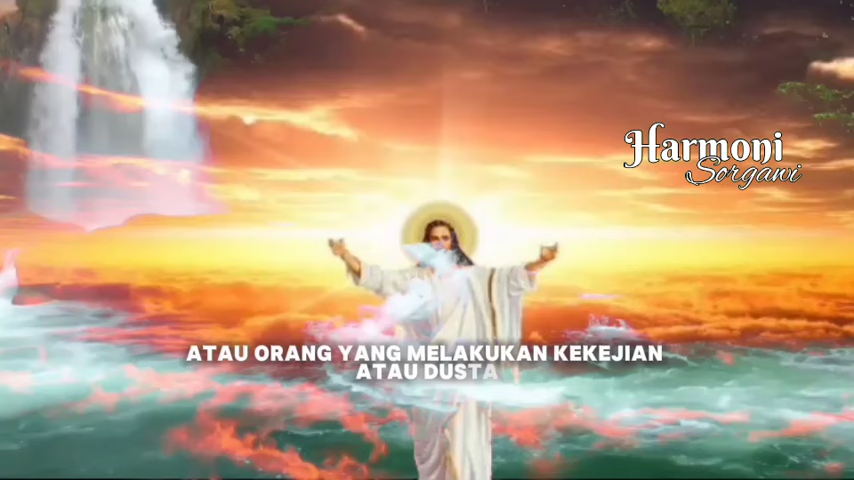 Harmoni
Sorgawi
ATAU ORANG YANG MELAKUKAN KEKEJIAN
ATAU DUSTA